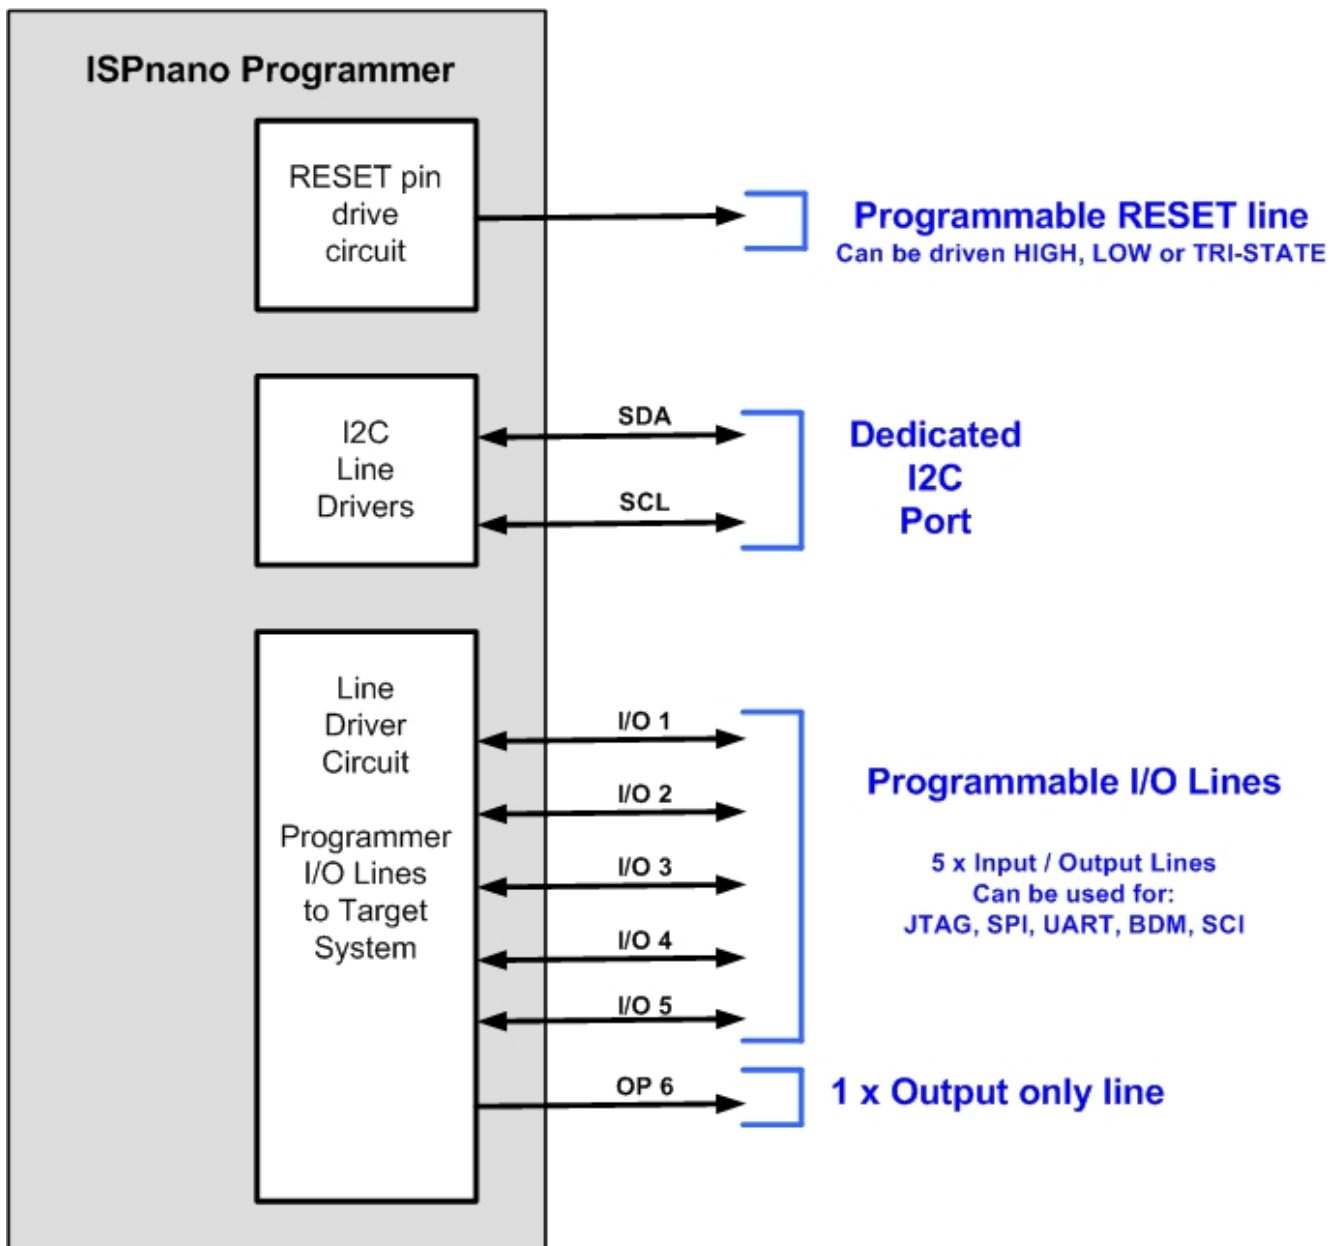 ISPnano Programmer
RESET pin
drive
circuit
Programmable RESET line
Can be driven HIGH, LOW or TRI-STATE
I2C
Line
Drivers
SDA
SCL
Dedicated
I2C
Port
Line
Driver
Circuit
Programmer
I/O Lines
to Target
System
I/O 1
I/O 2
I/O 3
I/O 4
I/O 5
OP 6
Programmable I/O Lines
5 x Input / Output Lines
Can be used for:
JTAG, SPI, UART, BDM, SCI
1 x Output only line